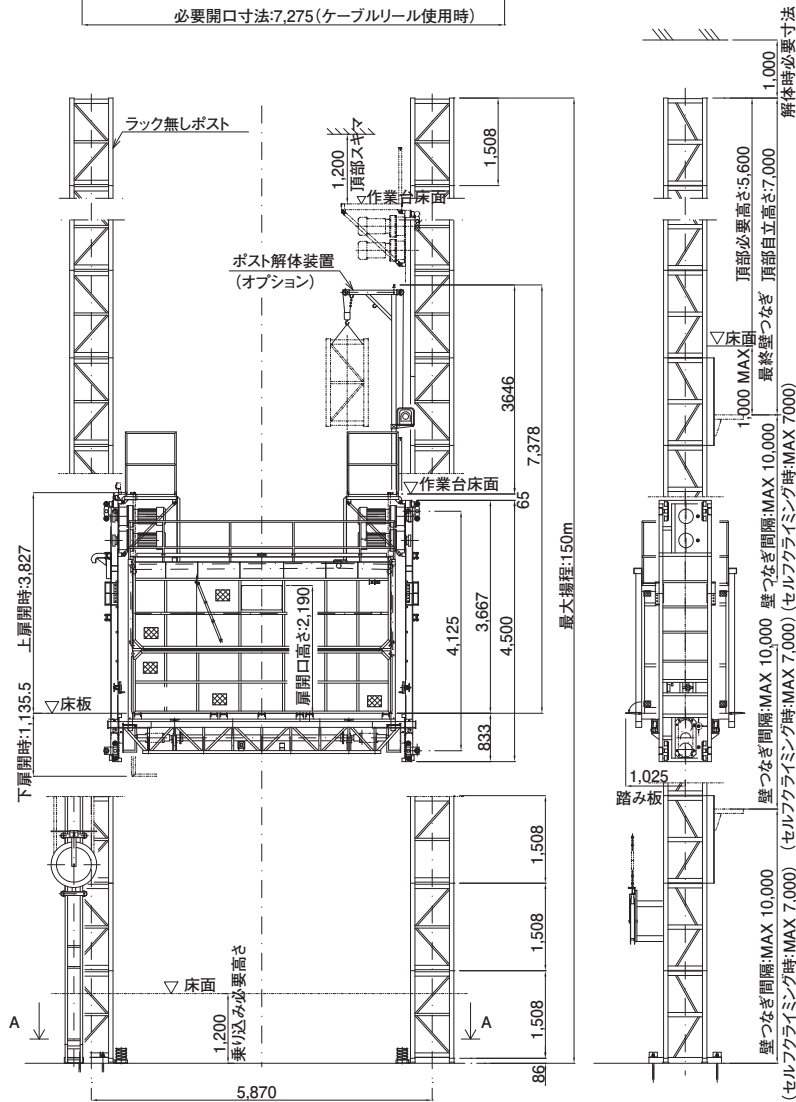 必要開口寸法:7,275(ケーブルリール使用時)
ラック無しポスト
1,200
頂部スキマ
▽作業台床面
1,508
ポスト解体装置
(オプション)
3646
7,378
▽作業台床面
65
上扉開時:3,827
扉開口高さ:2,190
4,125
3,667
4,500
最大揚程:150m
▽床板
下扉開時:1,135.5
833
1,508
1,508
1,508
▽ 床面
1,200
乗り込み必要高さ
A
A
86
5,870
1,000
解体時必要寸法
頂部必要高さ:5,600
頂部自立高さ:7,000
▽床面
1,000 MAX
最終壁つなぎ
壁つなぎ間隔:MAX 10,000
(セルフクライミング時:MAX 7000)
壁つなぎ間隔:MAX 10,000
(セルフクライミング時:MAX 7,000)
1,025
踏み板
壁つなぎ間隔:MAX 10,000
(セルフクライミング時:MAX 7.000)